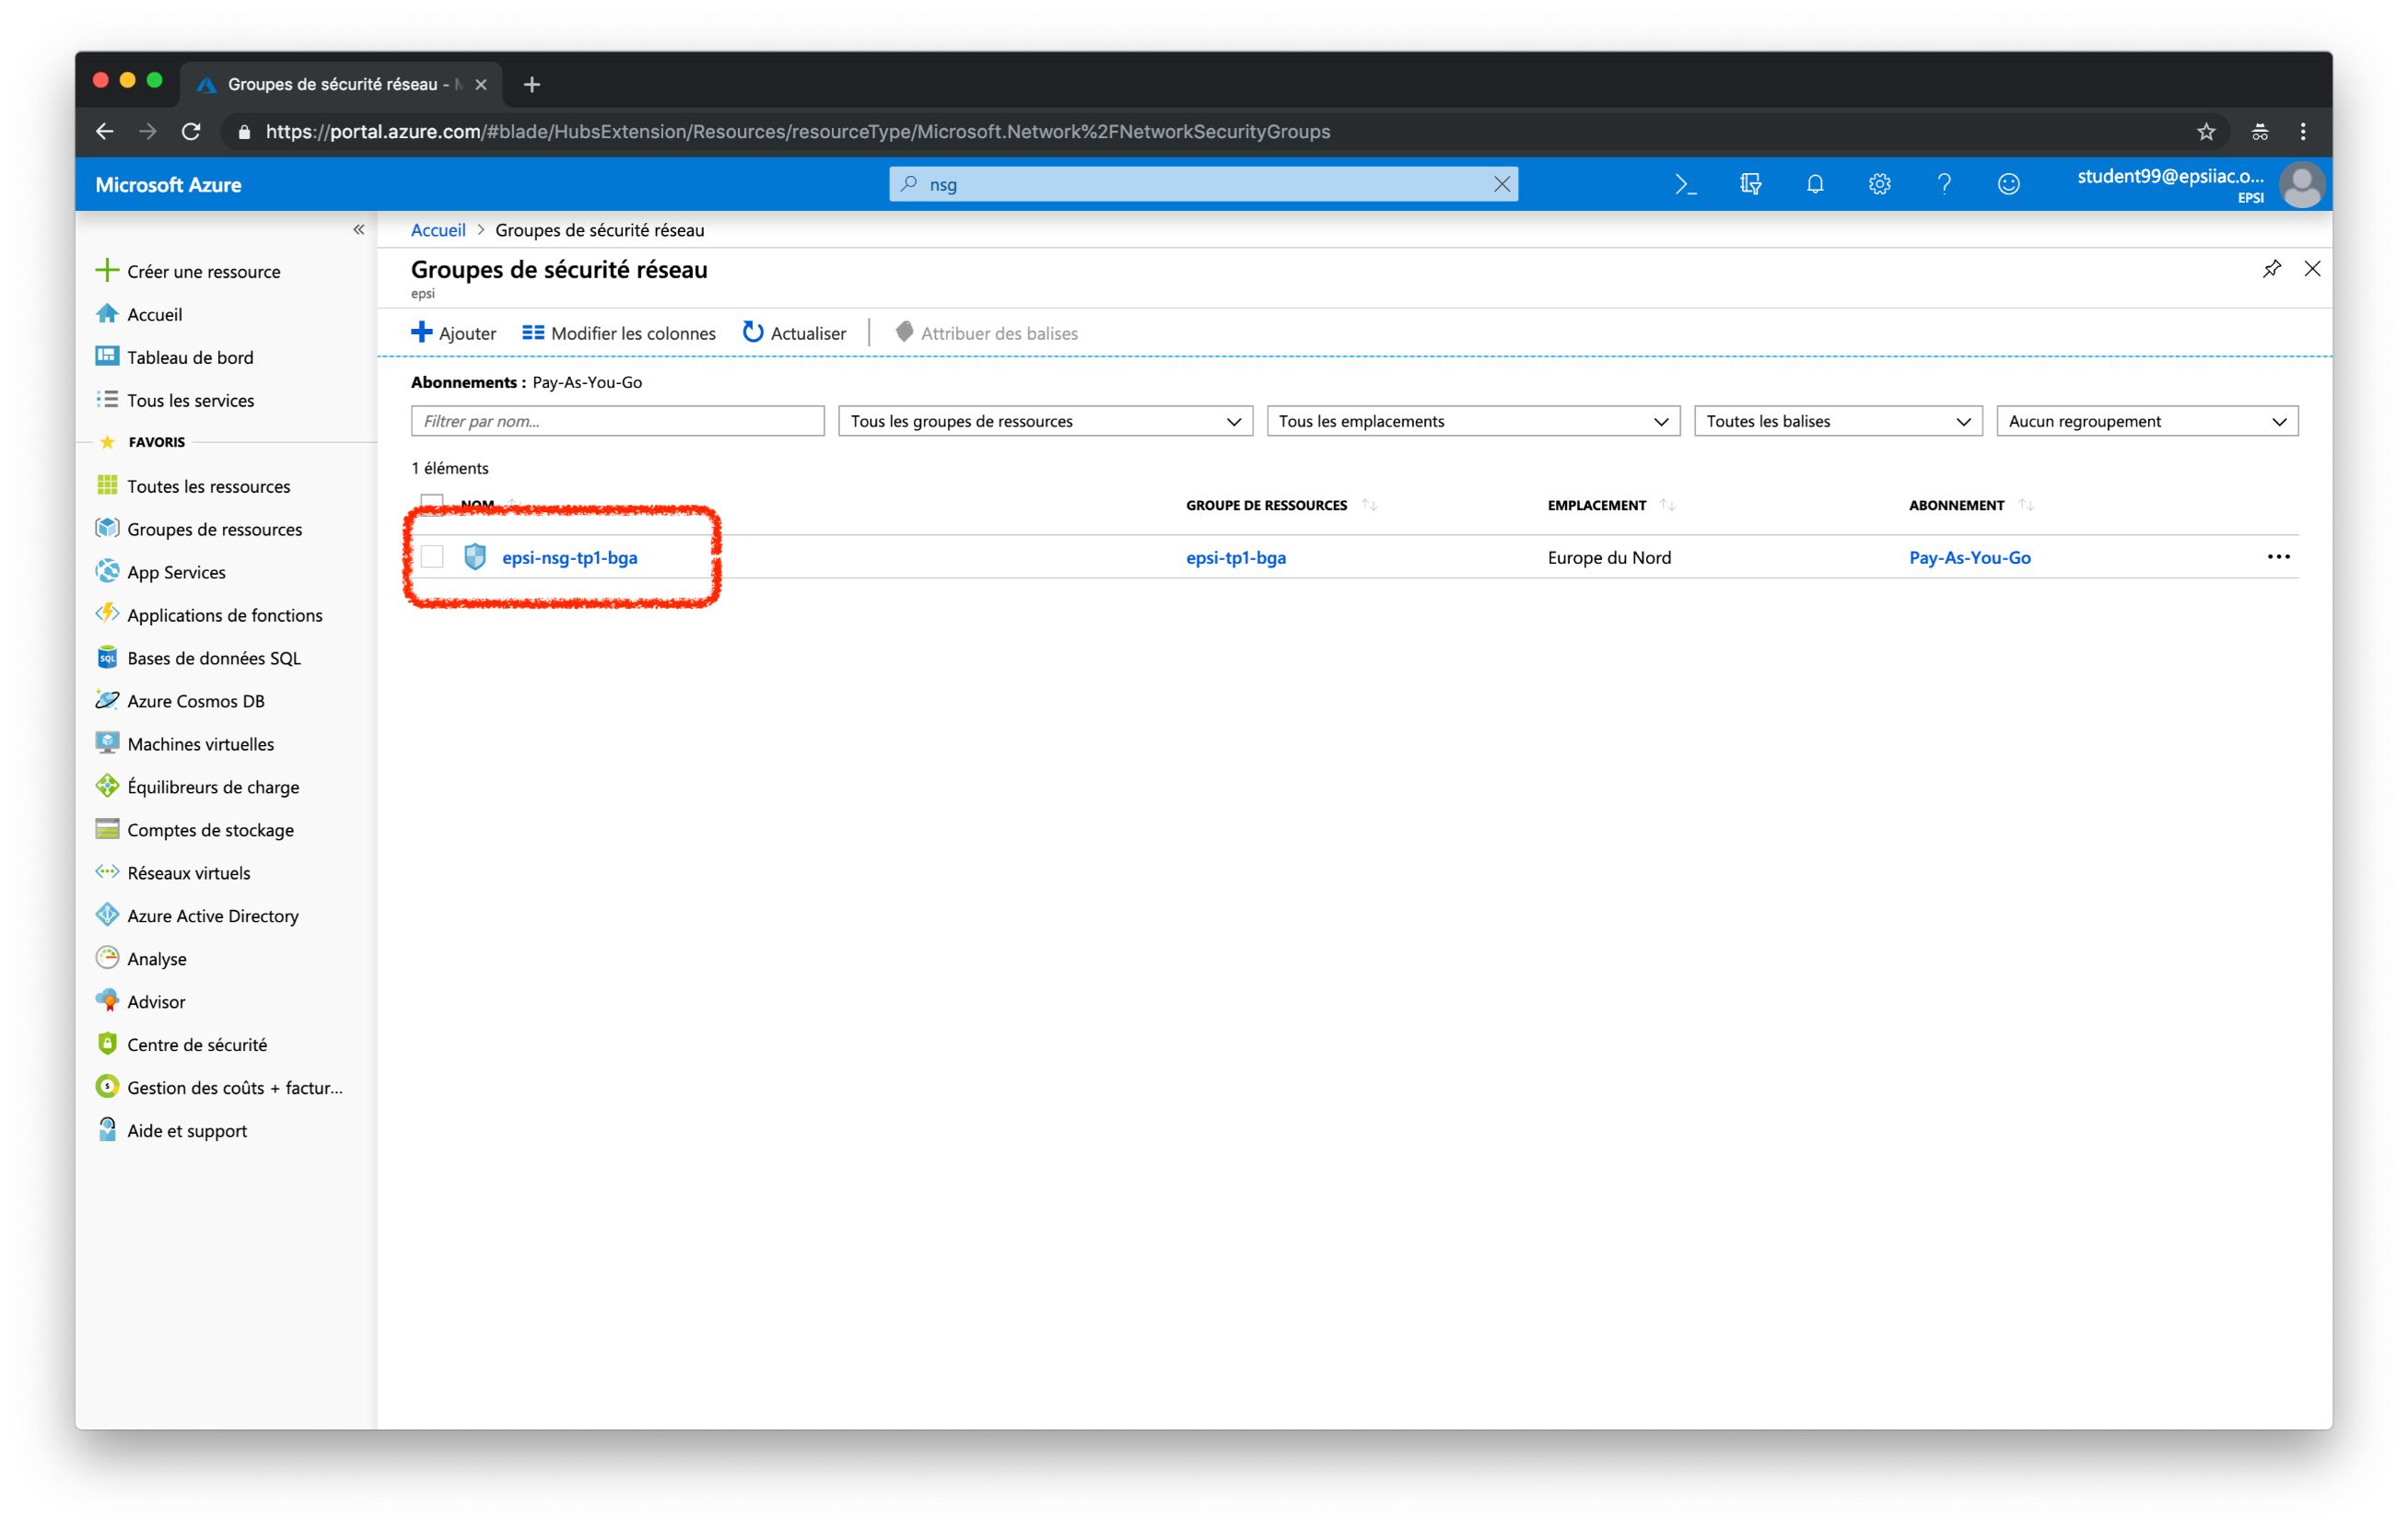 Groupes de sécurité réseau -
https://portal.azure.com/#blade/HubsExtension/Resources/resourceType/Microsoft.Network%2FNetworkSecurityGroups
Microsoft Azure
nsg
student99@epsiiac.o...
EPSI
Créer une ressource
Accueil
Tableau de bord
Tous les services
FAVORIS
Toutes les ressources
Groupes de ressources
App Services
Applications de fonctions
Bases de données SQL
Azure Cosmos DB
Machines virtuelles
Équilibreurs de charge
Comptes de stockage
Réseaux virtuels
Azure Active Directory
Analyse
Advisor
Centre de sécurité
Gestion des coûts + factur...
Aide et support
Accueil > Groupes de sécurité réseau
Groupes de sécurité réseau
epsi
Ajouter Modifier les colonnes Actualiser Attribuer des balises
Abonnements : Pay-As-You-Go
Filtrer par nom... Tous les groupes de ressources Tous les emplacements Toutes les balises Aucun regroupement
1 éléments
NOM GROUPE DE RESSOURCES EMPLACEMENT ABONNEMENT
epsi-nsg-tp1-bga epsi-tp1-bga Europe du Nord Pay-As-You-Go